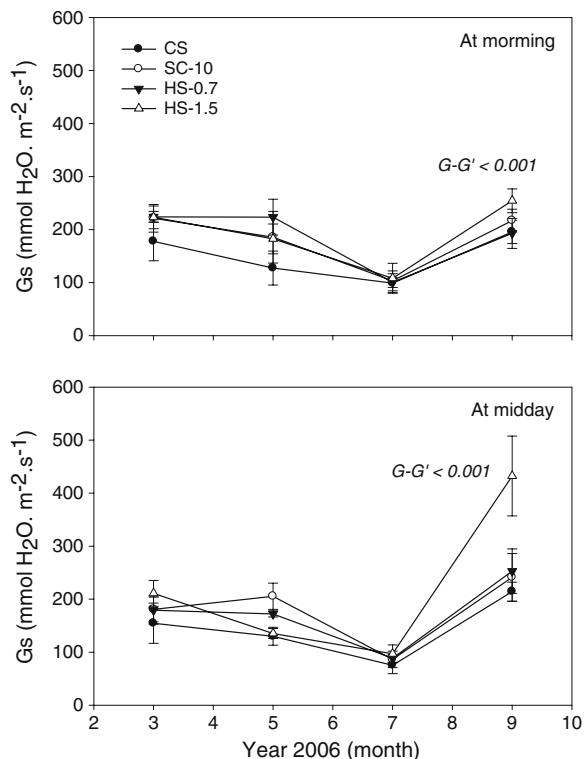 600
500
400
300
200
100
0
Gs (mmol H₂O. m⁻².s⁻¹)
CS
SC-10
HS-0.7
HS-1.5
At morming
G-G' < 0.001
600
500
400
300
200
100
0
Gs (mmol H₂O. m⁻².s⁻¹)
At midday
G-G' < 0.001
2 3 4 5 6 7 8 9 10
Year 2006 (month)